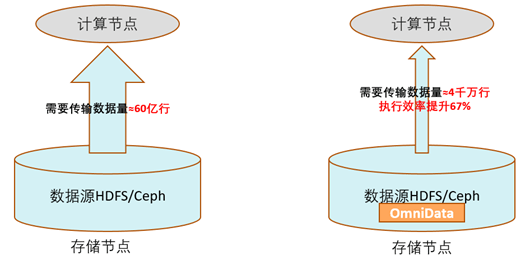 计算节点
需要传输数据量≈60亿行
数据源HDFS/Ceph
存储节点
计算节点
需要传输数据量≈4千万行
执行效率提升67%
数据源HDFS/Ceph
OmniData
存储节点